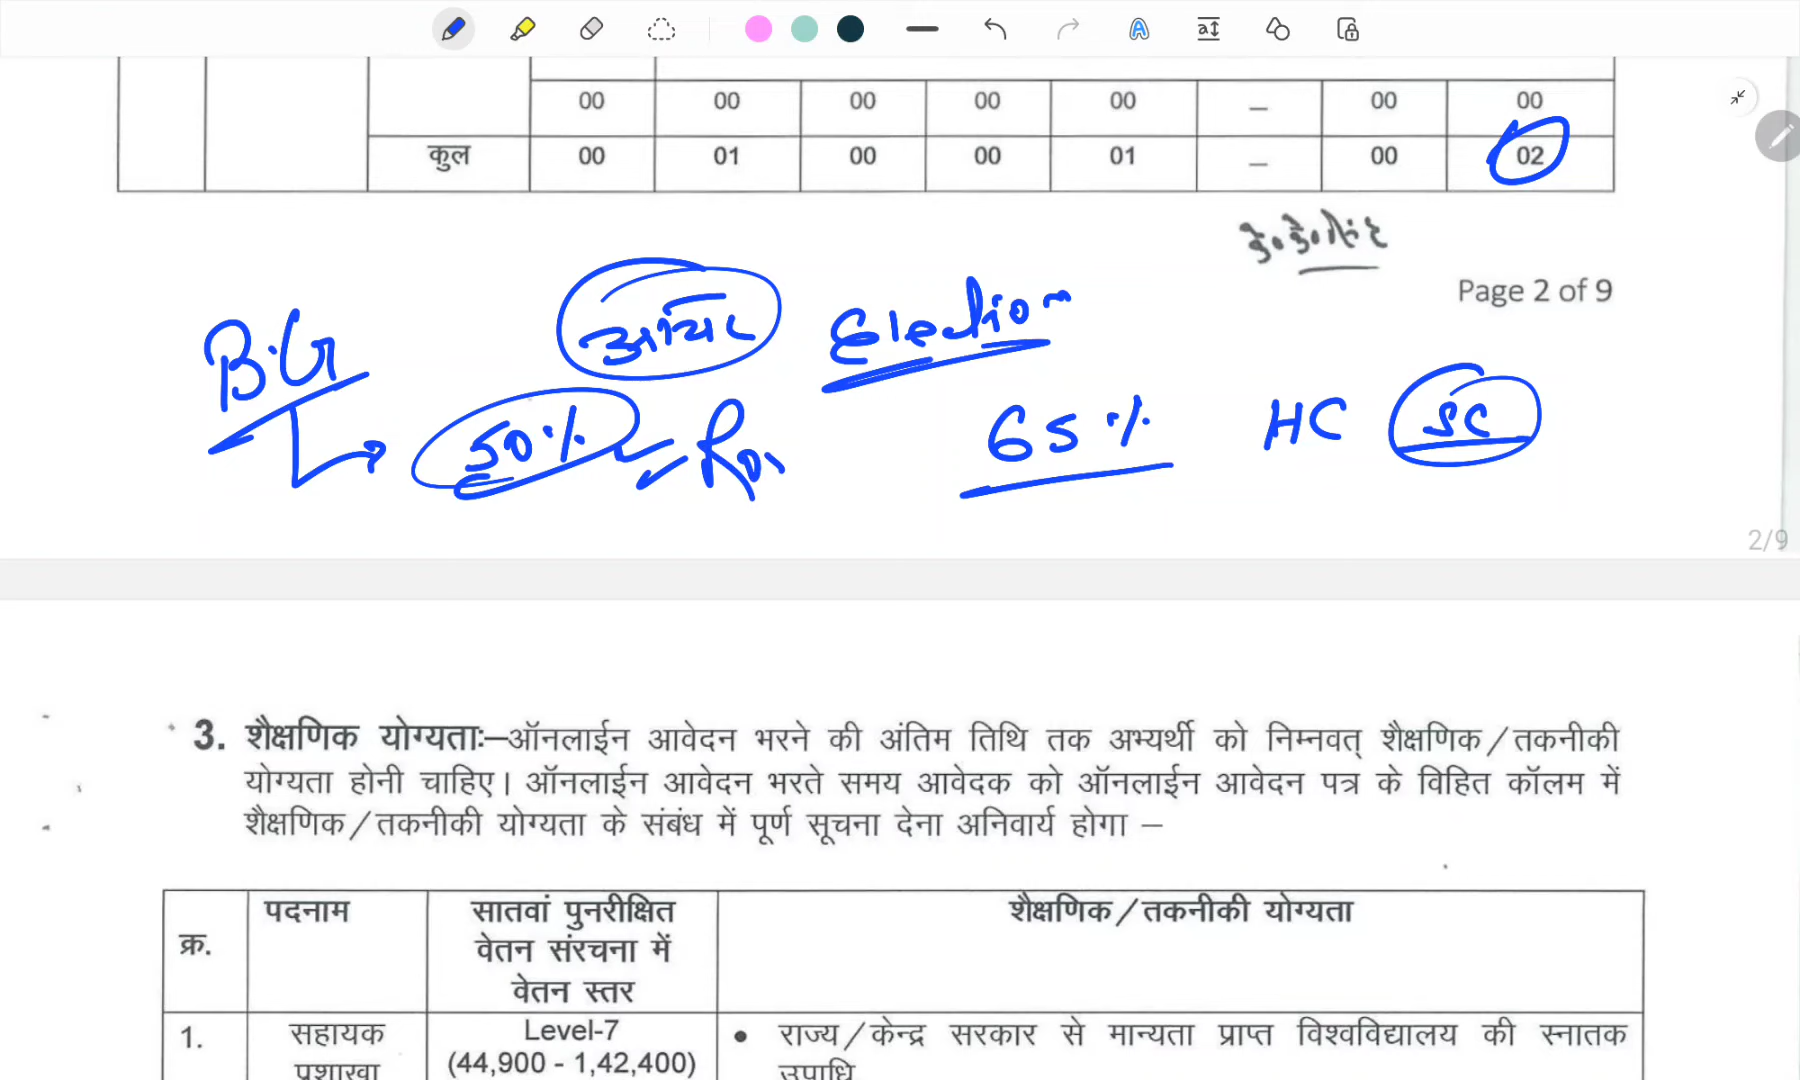 00 00 00 00 00 — 00 00
कुल 00 01 00 00 01 — 00 02
Page 2 of 9
B.G Election
50% 65% HC SC
2/9
3. शैक्षणिक योग्यताः–ऑनलाईन आवेदन भरने की अंतिम तिथि तक अभ्यर्थी को निम्नवत् शैक्षणिक/तकनीकी
योग्यता होनी चाहिए। ऑनलाईन आवेदन भरते समय आवेदक को ऑनलाईन आवेदन पत्र के विहित कॉलम में
शैक्षणिक/तकनीकी योग्यता के संबंध में पूर्ण सूचना देना अनिवार्य होगा –
क्र. पदनाम सातवां पुनरीक्षित शैक्षणिक/तकनीकी योग्यता
वेतन संरचना में
वेतन स्तर
1. सहायक Level-7 • राज्य/केन्द्र सरकार से मान्यता प्राप्त विश्वविद्यालय की स्नातक
प्रशाखा (44,900 - 1,42,400) उपाधि